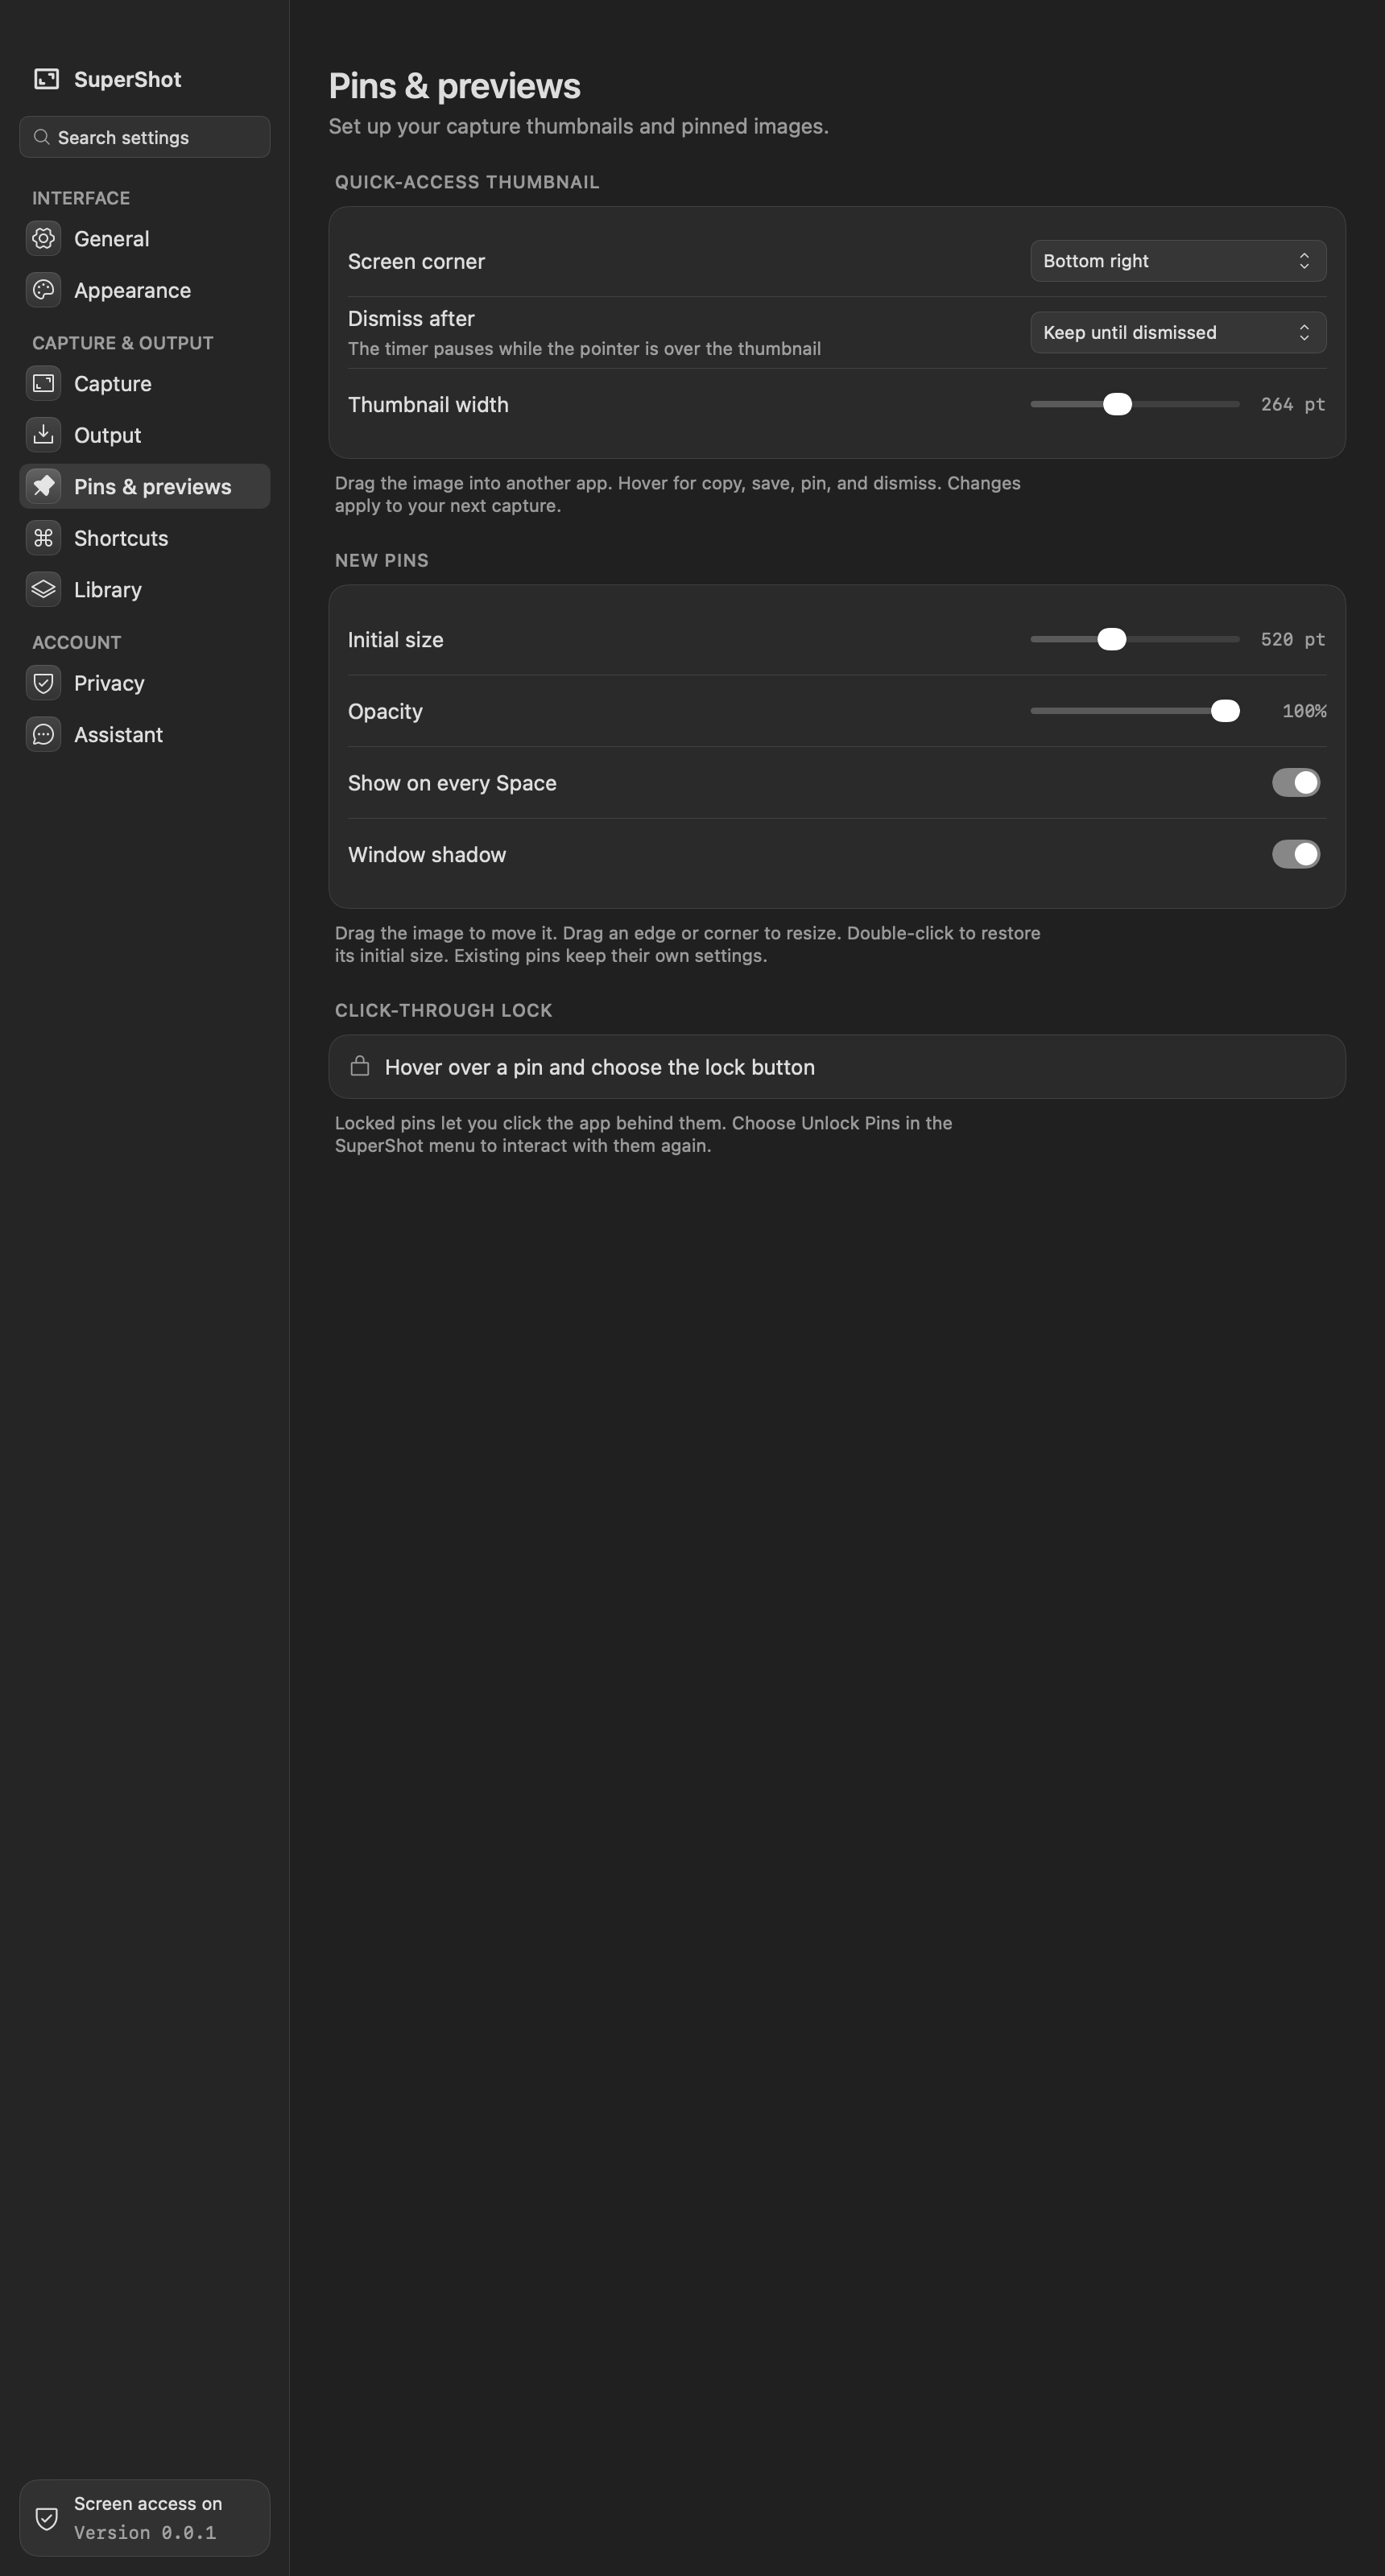 SuperShot
Search settings
INTERFACE
General
Appearance
CAPTURE & OUTPUT
Capture
Output
Pins & previews
Shortcuts
Library
ACCOUNT
Privacy
Assistant
Screen access on
Version 0.0.1
Pins & previews
Set up your capture thumbnails and pinned images.
QUICK-ACCESS THUMBNAIL
Screen corner
Bottom right
Dismiss after
The timer pauses while the pointer is over the thumbnail
Keep until dismissed
Thumbnail width
264 pt
Drag the image into another app. Hover for copy, save, pin, and dismiss. Changes
apply to your next capture.
NEW PINS
Initial size
520 pt
Opacity
100%
Show on every Space
Window shadow
Drag the image to move it. Drag an edge or corner to resize. Double-click to restore
its initial size. Existing pins keep their own settings.
CLICK-THROUGH LOCK
Hover over a pin and choose the lock button
Locked pins let you click the app behind them. Choose Unlock Pins in the
SuperShot menu to interact with them again.